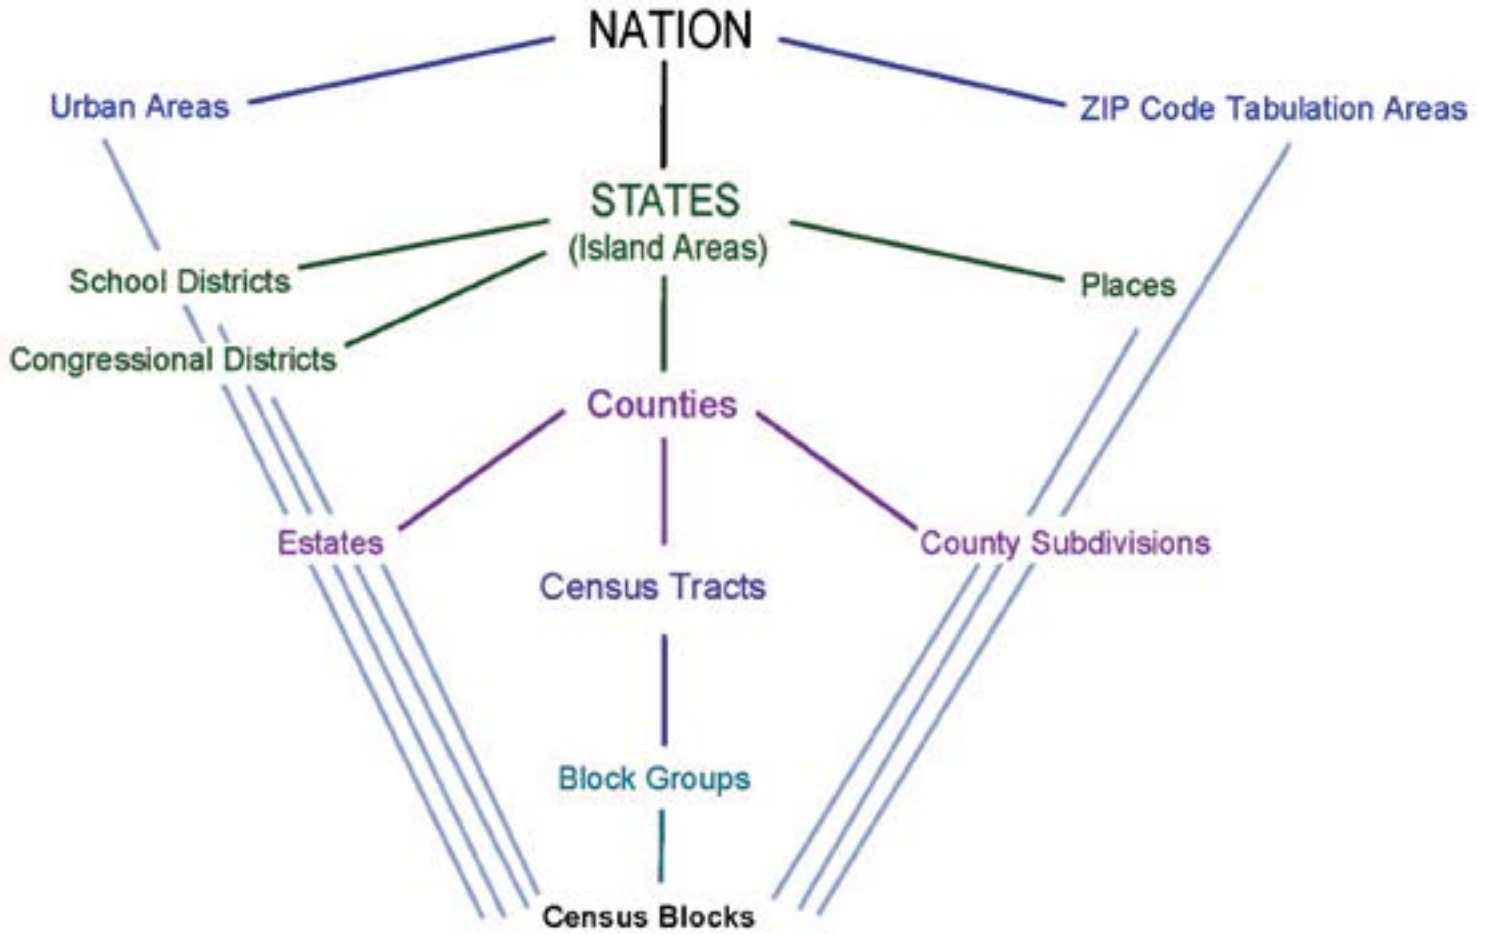 NATION
Urban Areas
ZIP Code Tabulation Areas
STATES
(Island Areas)
School Districts
Places
Congressional Districts
Counties
Estates
County Subdivisions
Census Tracts
Block Groups
Census Blocks